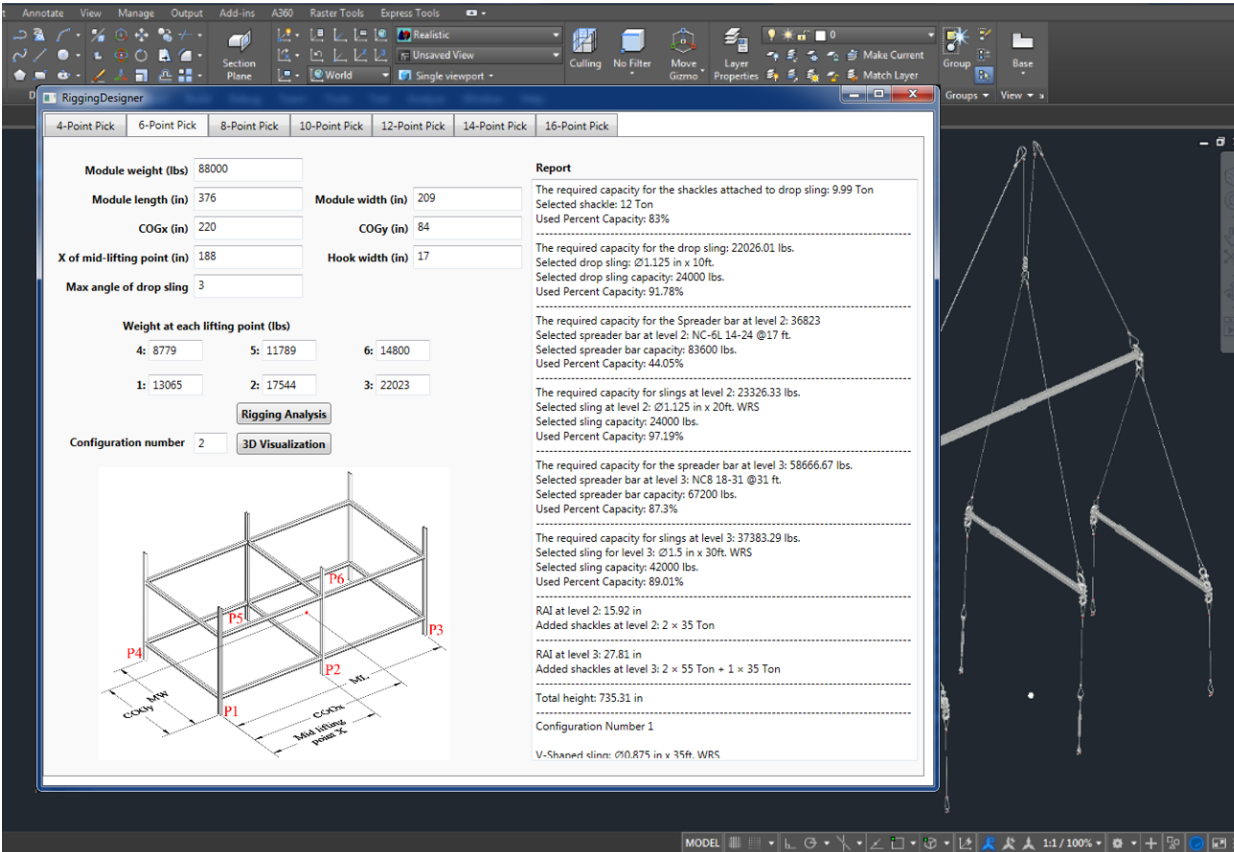 Annotate View Manage Output Add-ins A360 Raster Tools Express Tools
Realistic
Unsaved View
World
Single viewport
Section
Plane
Culling
No Filter
Move
Gizmo
Layer
Properties
0
Make Current
Match Layer
Group
Base
Groups
View
RiggingDesigner
4-Point Pick 6-Point Pick 8-Point Pick 10-Point Pick 12-Point Pick 14-Point Pick 16-Point Pick
Module weight (lbs) 88000
Module length (in) 376 Module width (in) 209
COGx (in) 220 COGy (in) 84
X of mid-lifting point (in) 188 Hook width (in) 17
Max angle of drop sling 3
Weight at each lifting point (lbs)
4: 8779 5: 11789 6: 14800
1: 13065 2: 17544 3: 22023
Rigging Analysis
Configuration number 2 3D Visualization
P6
P5
P3
P4
P2
P1
MW
COGy
ML
COGx
Mid lifting
point X
Report
The required capacity for the shackles attached to drop sling: 9.99 Ton
Selected shackle: 12 Ton
Used Percent Capacity: 83%
The required capacity for the drop sling: 22026.01 lbs.
Selected drop sling: ∅1.125 in x 10ft.
Selected drop sling capacity: 24000 lbs.
Used Percent Capacity: 91.78%
The required capacity for the Spreader bar at level 2: 36823
Selected spreader bar at level 2: NC-6L 14-24 @17 ft.
Selected spreader bar capacity: 83600 lbs.
Used Percent Capacity: 44.05%
The required capacity for slings at level 2: 23326.33 lbs.
Selected sling at level 2: ∅1.125 in x 20ft. WRS
Selected sling capacity: 24000 lbs.
Used Percent Capacity: 97.19%
The required capacity for the spreader bar at level 3: 58666.67 lbs.
Selected spreader bar at level 3: NC8 18-31 @31 ft.
Selected spreader bar capacity: 67200 lbs.
Used Percent Capacity: 87.3%
The required capacity for slings at level 3: 37383.29 lbs.
Selected sling for level 3: ∅1.5 in x 30ft. WRS
Selected sling capacity: 42000 lbs.
Used Percent Capacity: 89.01%
RAI at level 2: 15.92 in
Added shackles at level 2: 2 × 35 Ton
RAI at level 3: 27.81 in
Added shackles at level 3: 2 × 55 Ton + 1 × 35 Ton
Total height: 735.31 in
Configuration Number 1
V-Shaped sling: ∅0.875 in x 35ft. WRS
MODEL
1:1 / 100%